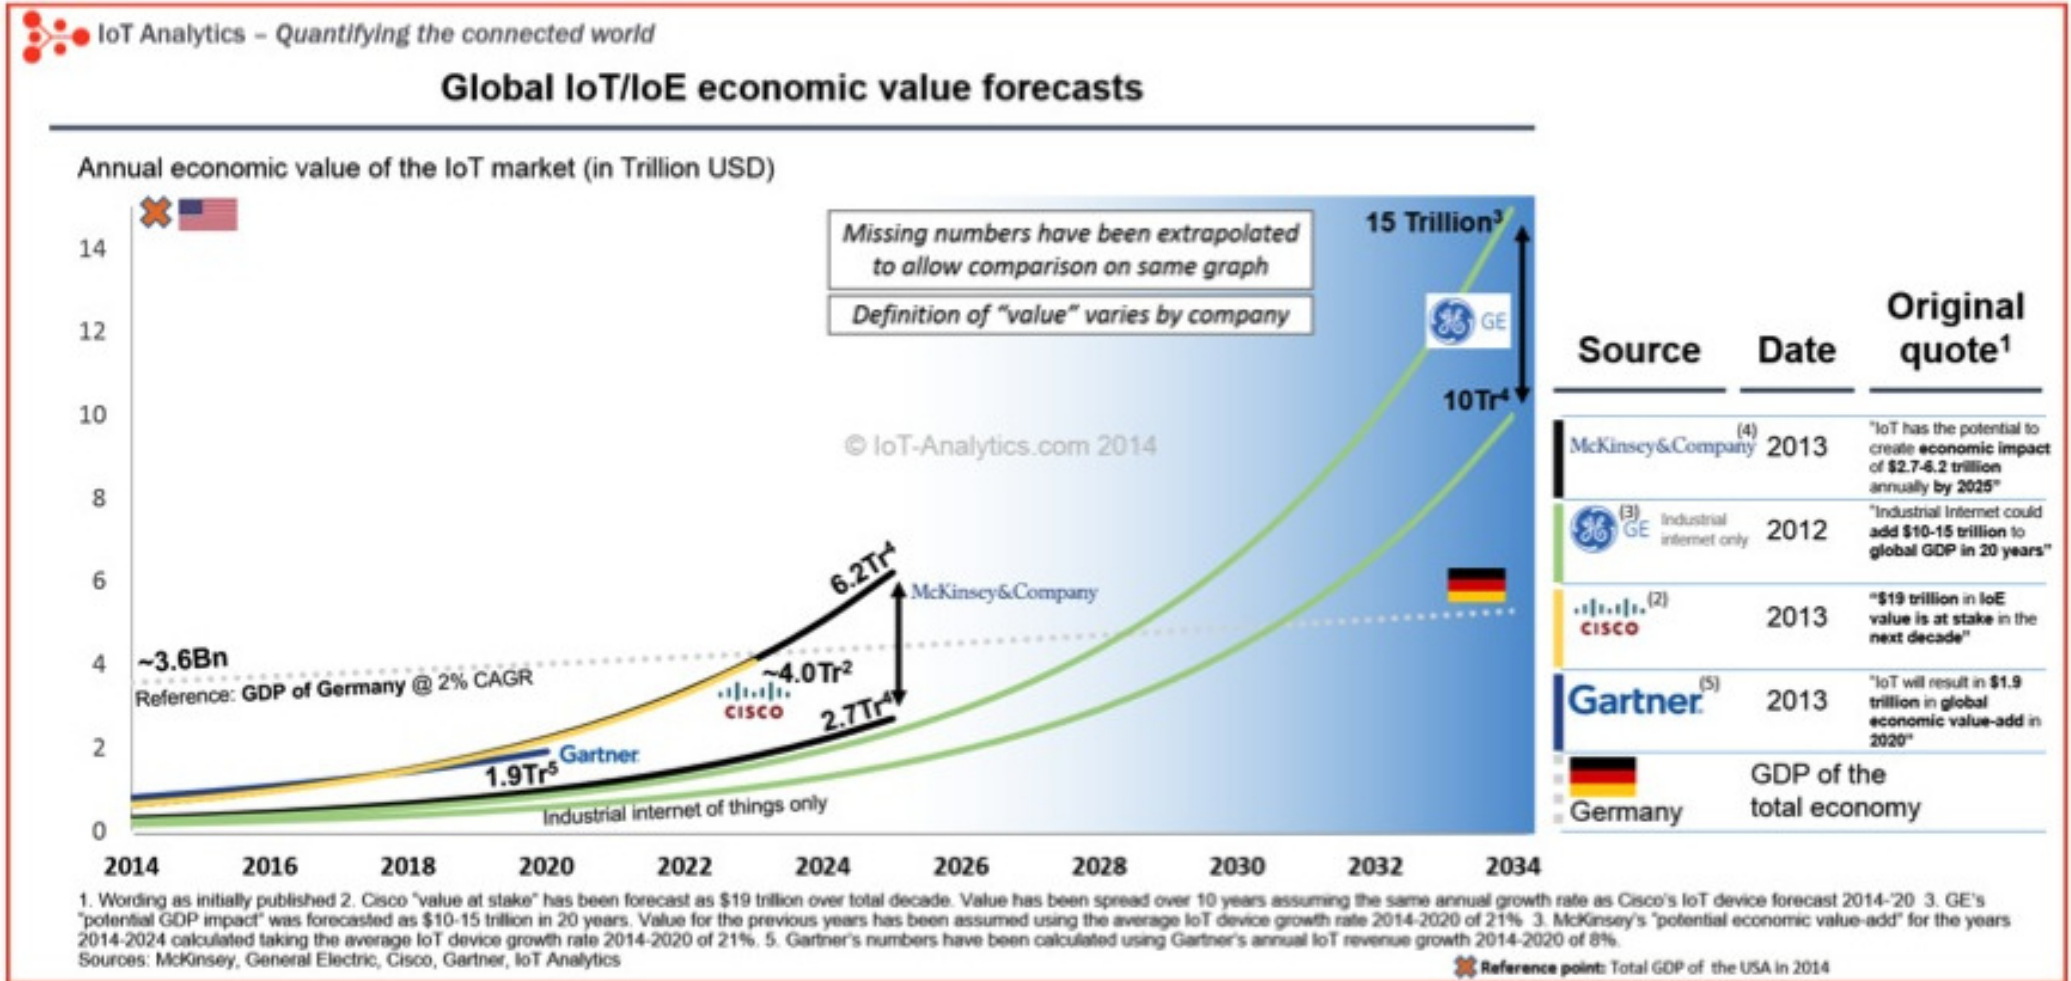 IoT Analytics – Quantifying the connected world
Global IoT/IoE economic value forecasts
Annual economic value of the IoT market (in Trillion USD)
14
12
10
8
6
4
2
0
Missing numbers have been extrapolated
to allow comparison on same graph
Definition of "value" varies by company
15 Trillion³
GE
10Tr⁴
© IoT-Analytics.com 2014
6.2Tr⁴
McKinsey&Company
~3.6Bn
Reference: GDP of Germany @ 2% CAGR
~4.0Tr²
CISCO
2.7Tr⁴
Gartner
1.9Tr⁵
Industrial internet of things only
2014 2016 2018 2020 2022 2024 2026 2028 2030 2032 2034
Source Date Original
quote¹
McKinsey&Company (4) 2013
"IoT has the potential to
create economic impact
of $2.7-6.2 trillion
annually by 2025"
GE (3) Industrial
internet only
2012
"Industrial Internet could
add $10-15 trillion to
global GDP in 20 years"
CISCO (2) 2013
"$19 trillion in IoE
value is at stake in the
next decade"
Gartner (5) 2013
"IoT will result in $1.9
trillion in global
economic value-add in
2020"
Germany
GDP of the
total economy
1. Wording as initially published 2. Cisco "value at stake" has been forecast as $19 trillion over total decade. Value has been spread over 10 years assuming the same annual growth rate as Cisco's IoT device forecast 2014-'20 3. GE's
"potential GDP impact" was forecasted as $10-15 trillion in 20 years. Value for the previous years has been assumed using the average IoT device growth rate 2014-2020 of 21% 3. McKinsey's "potential economic value-add" for the years
2014-2024 calculated taking the average IoT device growth rate 2014-2020 of 21%. 5. Gartner's numbers have been calculated using Gartner's annual IoT revenue growth 2014-2020 of 8%.
Sources: McKinsey, General Electric, Cisco, Gartner, IoT Analytics
Reference point: Total GDP of the USA in 2014